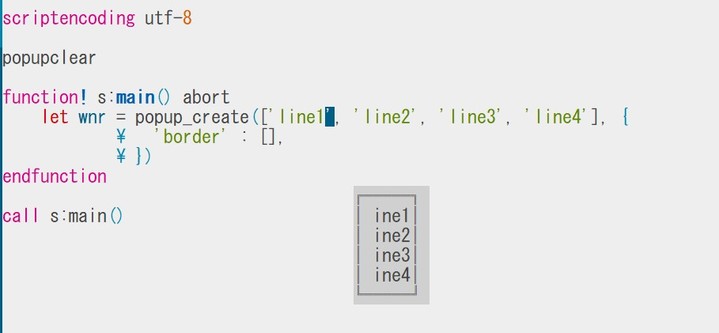 scriptencoding utf-8
popupclear
function! s:main() abort
let wnr = popup_create(['line1', 'line2', 'line3', 'line4'], {
¥ 'border' : [],
¥ })
endfunction
call s:main()
ine1
ine2
ine3
ine4